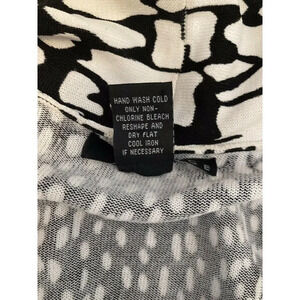 HAND WASH COLD
ONLY NON-
CHLORINE BLEACH
RESHAPE AND
DRY FLAT
COOL IRON
IF NECESSARY